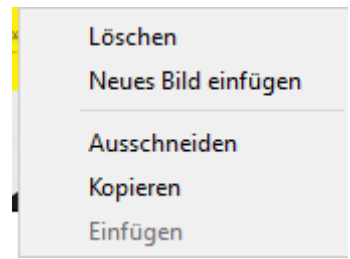 Löschen
Neues Bild einfügen
Ausschneiden
Kopieren
Einfügen